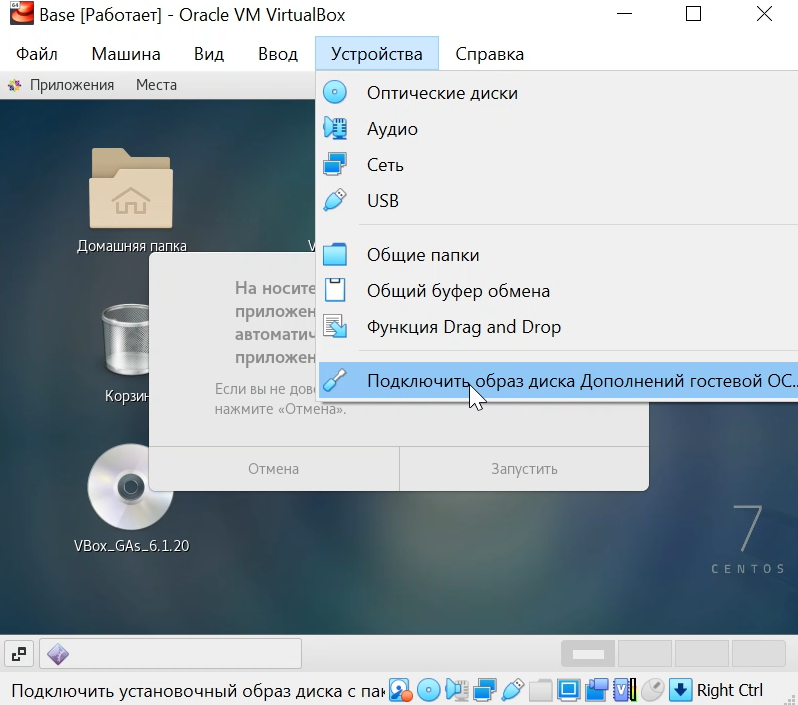 Base [Работает] - Oracle VM VirtualBox
Файл Машина Вид Ввод Устройства Справка
Приложения Места
Оптические диски
Аудио
Сеть
USB
Общие папки
Общий буфер обмена
Функция Drag and Drop
Подключить образ диска Дополнений гостевой ОС...
Домашняя папка
V
На носите
приложен
автоматич
приложен
Если вы не дове
нажмите «Отмена».
Отмена Запустить
Корзин
VBox_GAs_6.1.20
7
CENTOS
Подключить установочный образ диска с пак
Right Ctrl